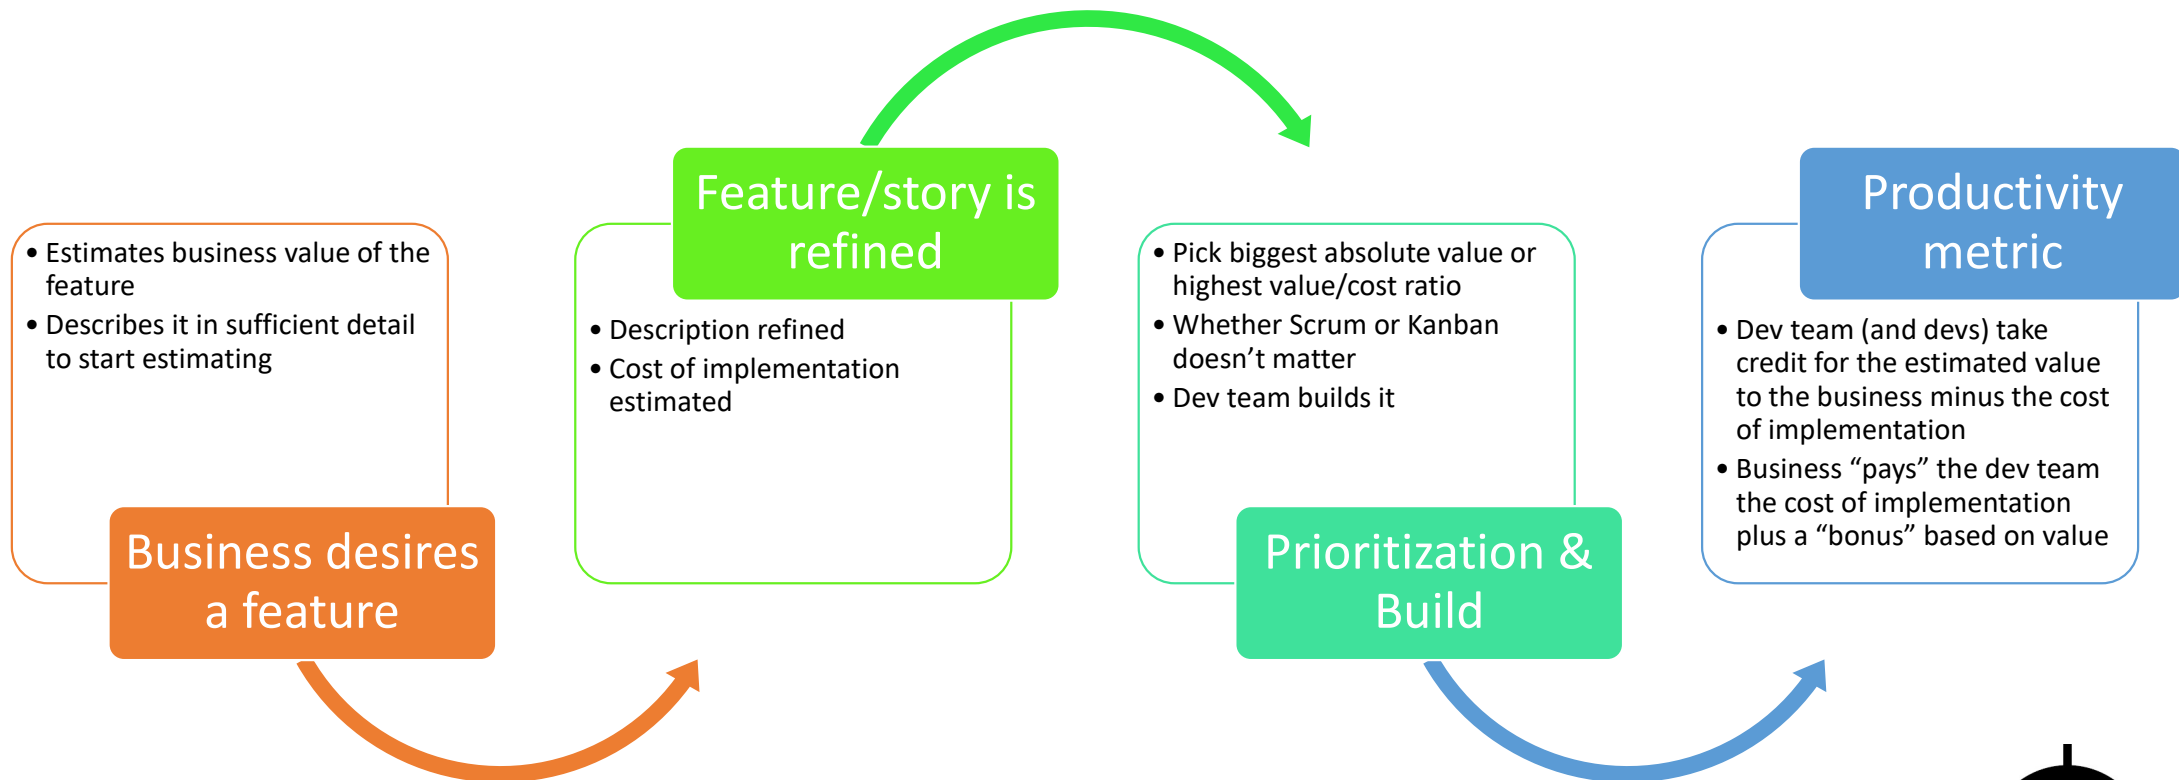 • Estimates business value of the
feature
• Describes it in sufficient detail
to start estimating
Business desires
a feature
Feature/story is
refined
• Description refined
• Cost of implementation
estimated
• Pick biggest absolute value or
highest value/cost ratio
• Whether Scrum or Kanban
doesn’t matter
• Dev team builds it
Prioritization &
Build
Productivity
metric
• Dev team (and devs) take
credit for the estimated value
to the business minus the cost
of implementation
• Business “pays” the dev team
the cost of implementation
plus a “bonus” based on value